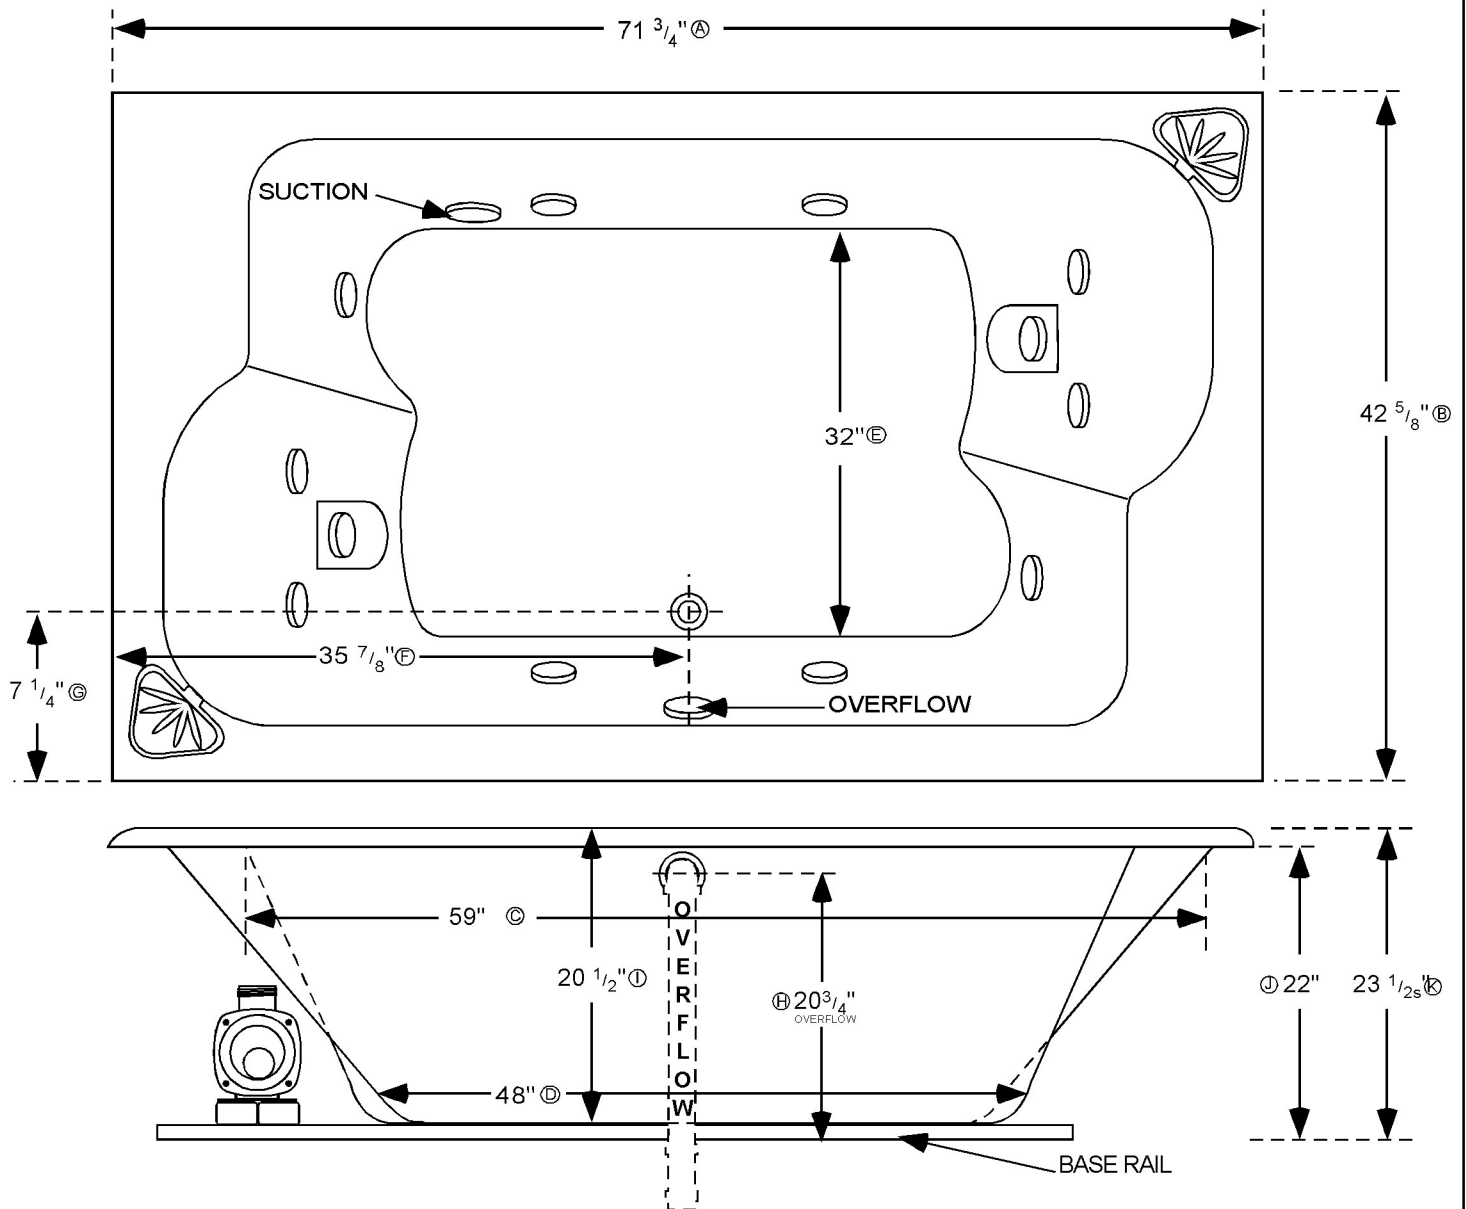 71 3/4" Ⓐ
SUCTION
42 5/8" Ⓑ
32" Ⓔ
35 7/8" Ⓕ
7 1/4" Ⓖ
OVERFLOW
59" Ⓒ
OVERFLOW
20 1/2" Ⓘ
Ⓗ 20 3/4"
OVERFLOW
Ⓙ 22"
23 1/2s" Ⓚ
48" Ⓓ
BASE RAIL